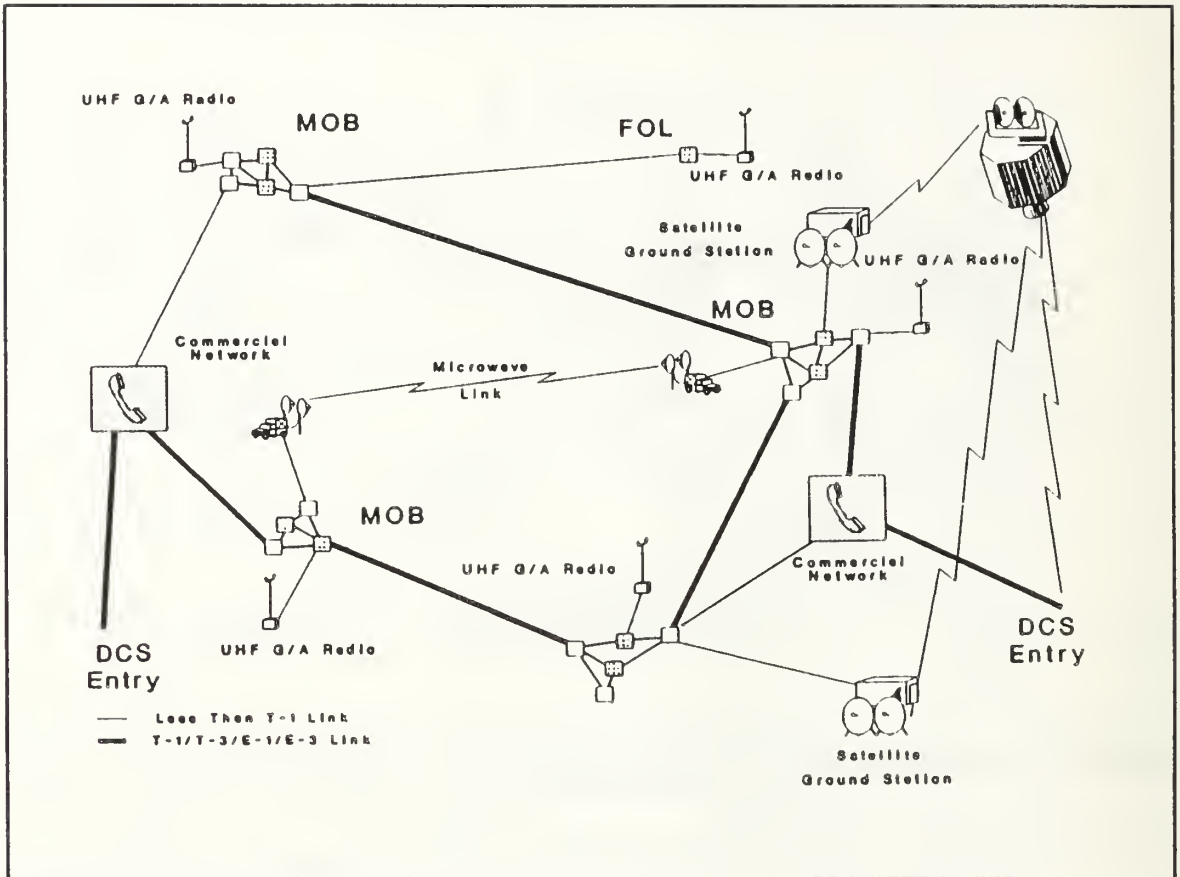 UHF G/A Radio
MOB
FOL
UHF G/A Radio
Satellite
Ground Station
UHF G/A Radio
MOB
Commercial
Network
Microwave
Link
MOB
UHF G/A Radio
Commercial
Network
UHF G/A Radio
DCS
Entry
DCS
Entry
Less Than T-1 Link
T-1/T-3/E-1/E-3 Link
Satellite
Ground Station